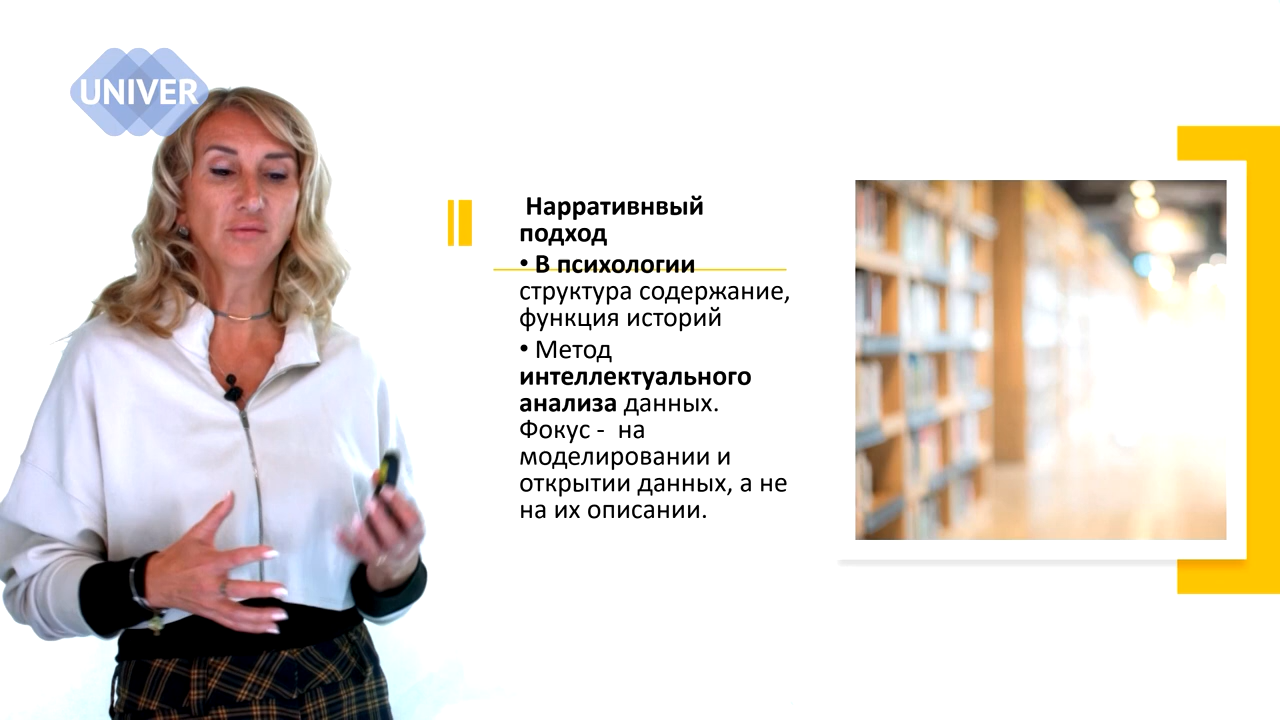 UNIVER
Нарративнвый
подход
• В психологии
структура содержание,
функция историй
• Метод
интеллектуального
анализа данных.
Фокус - на
моделировании и
открытии данных, а не
на их описании.